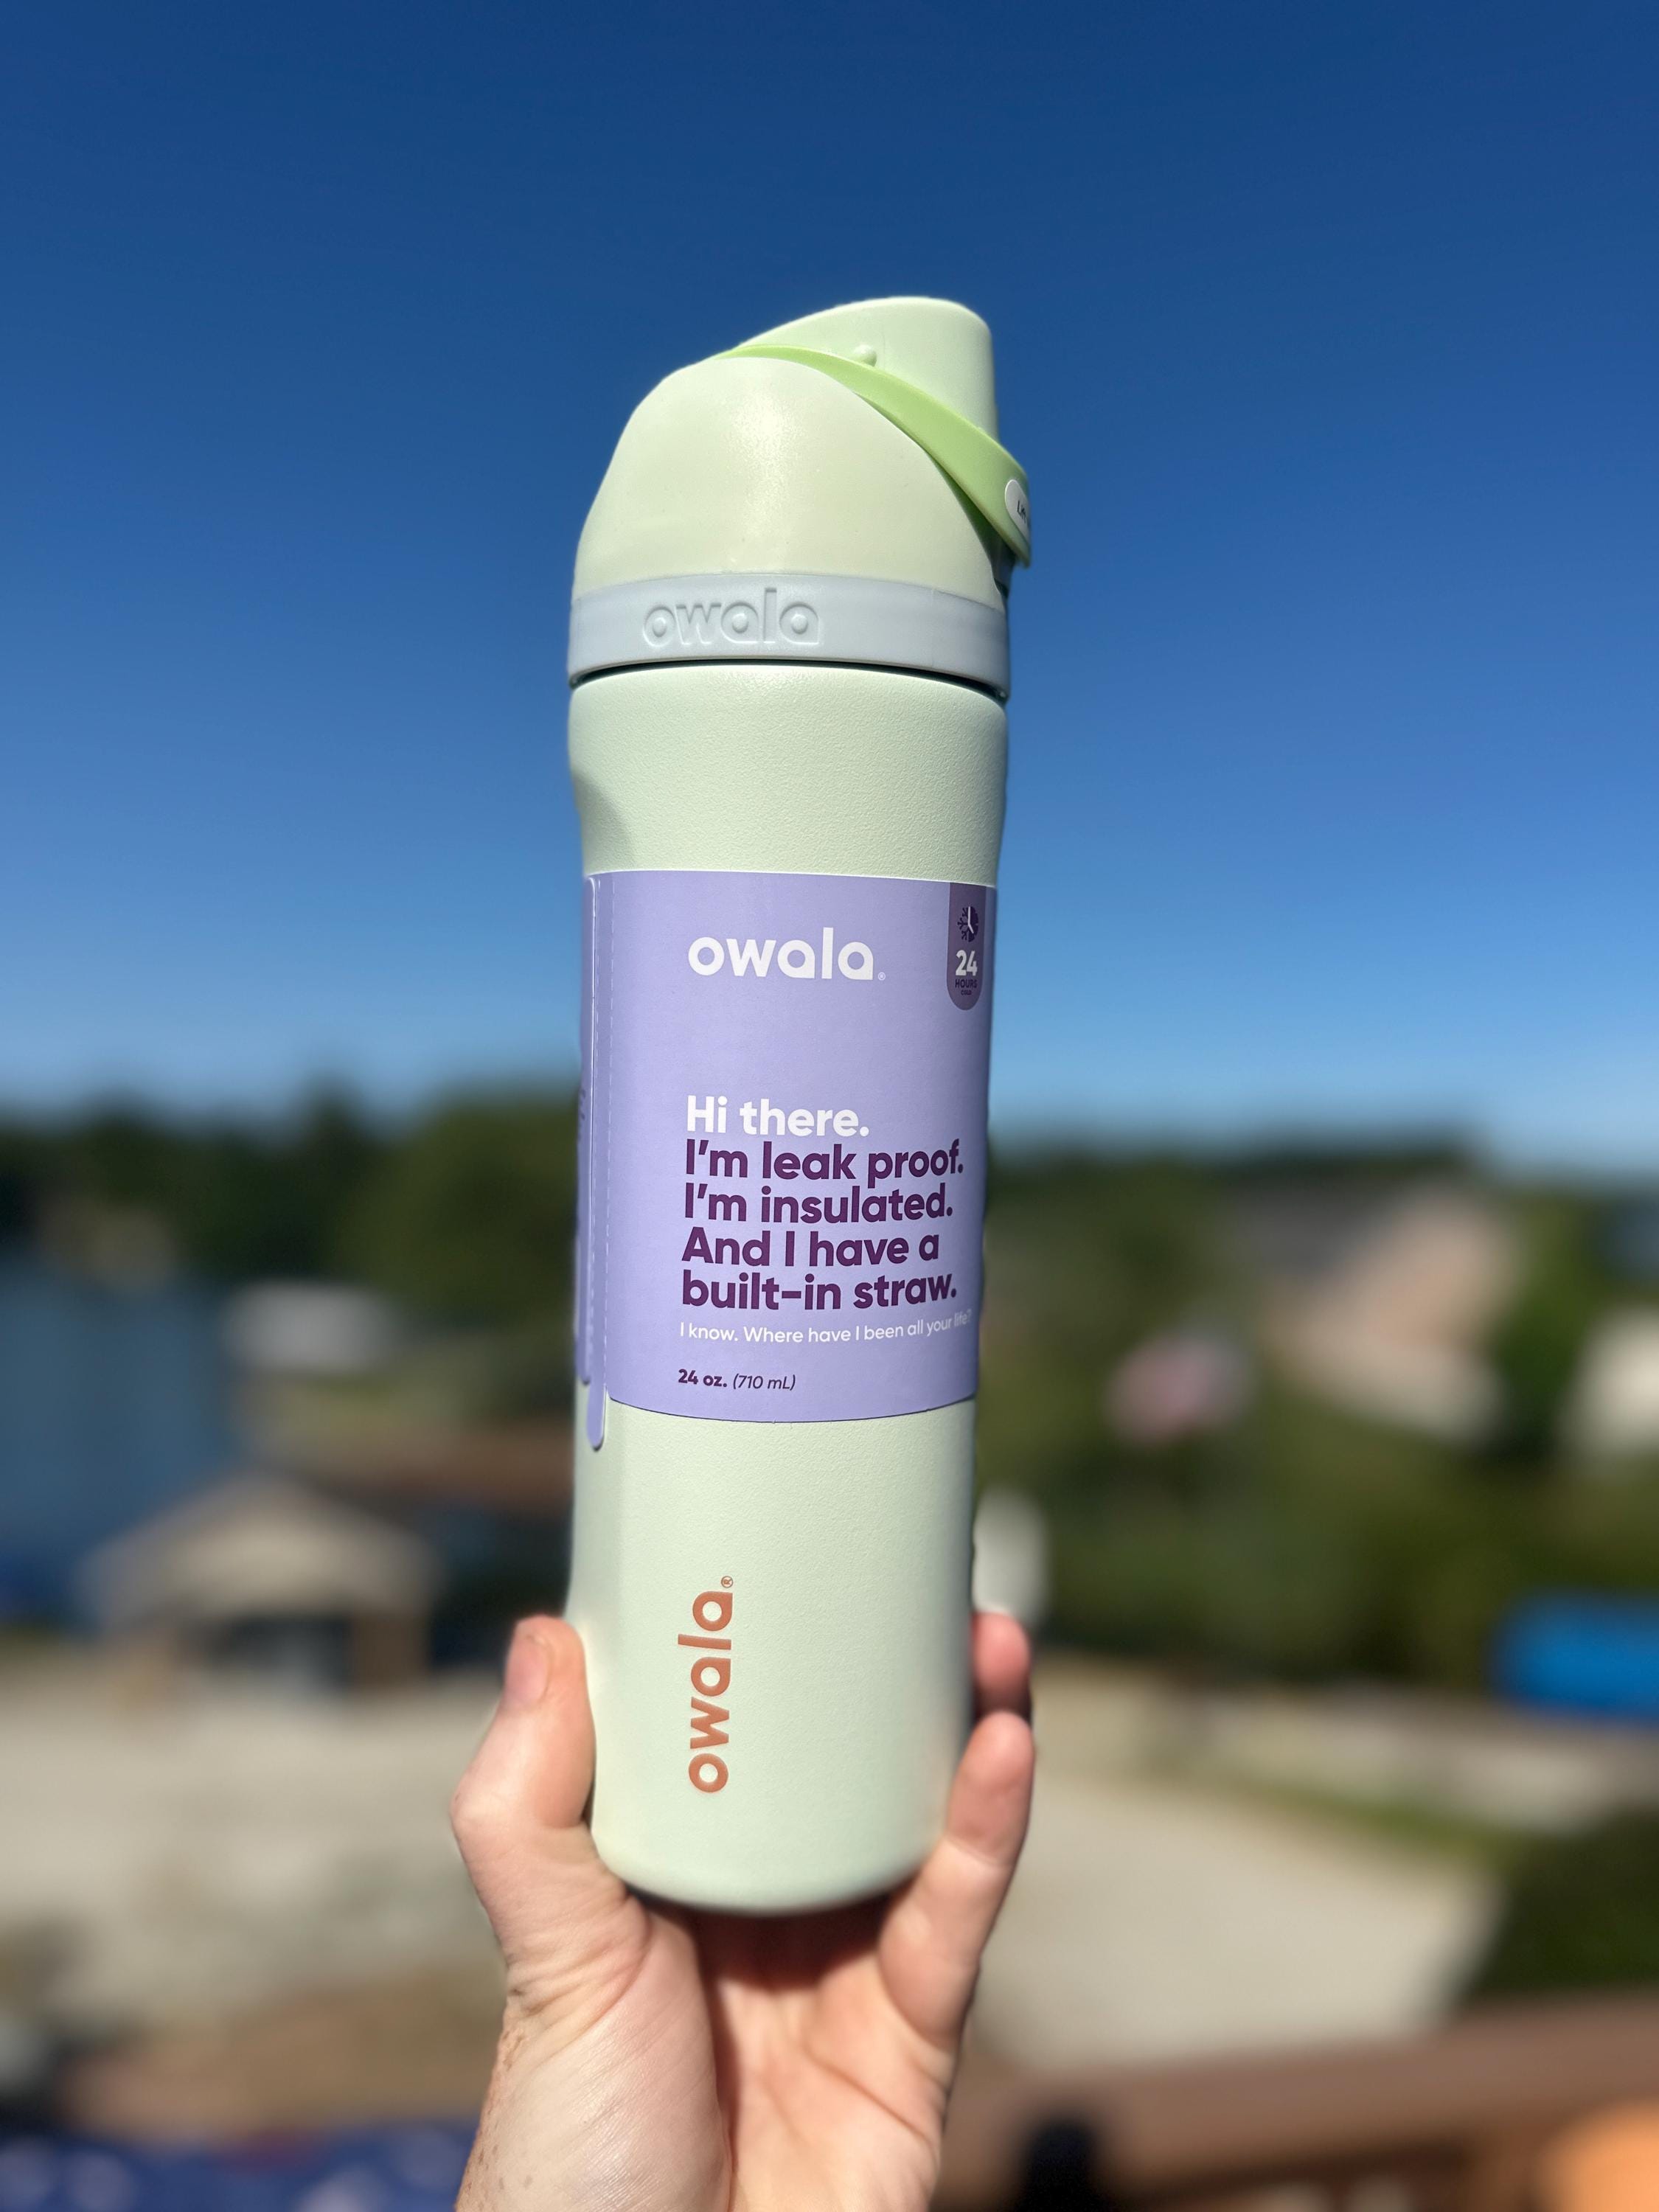 owala
owala®
24
HOURS
COLD
Hi there.
I'm leak proof.
I'm insulated.
And I have a
built-in straw.
I know. Where have I been all your life?
24 oz. (710 mL)
owala®